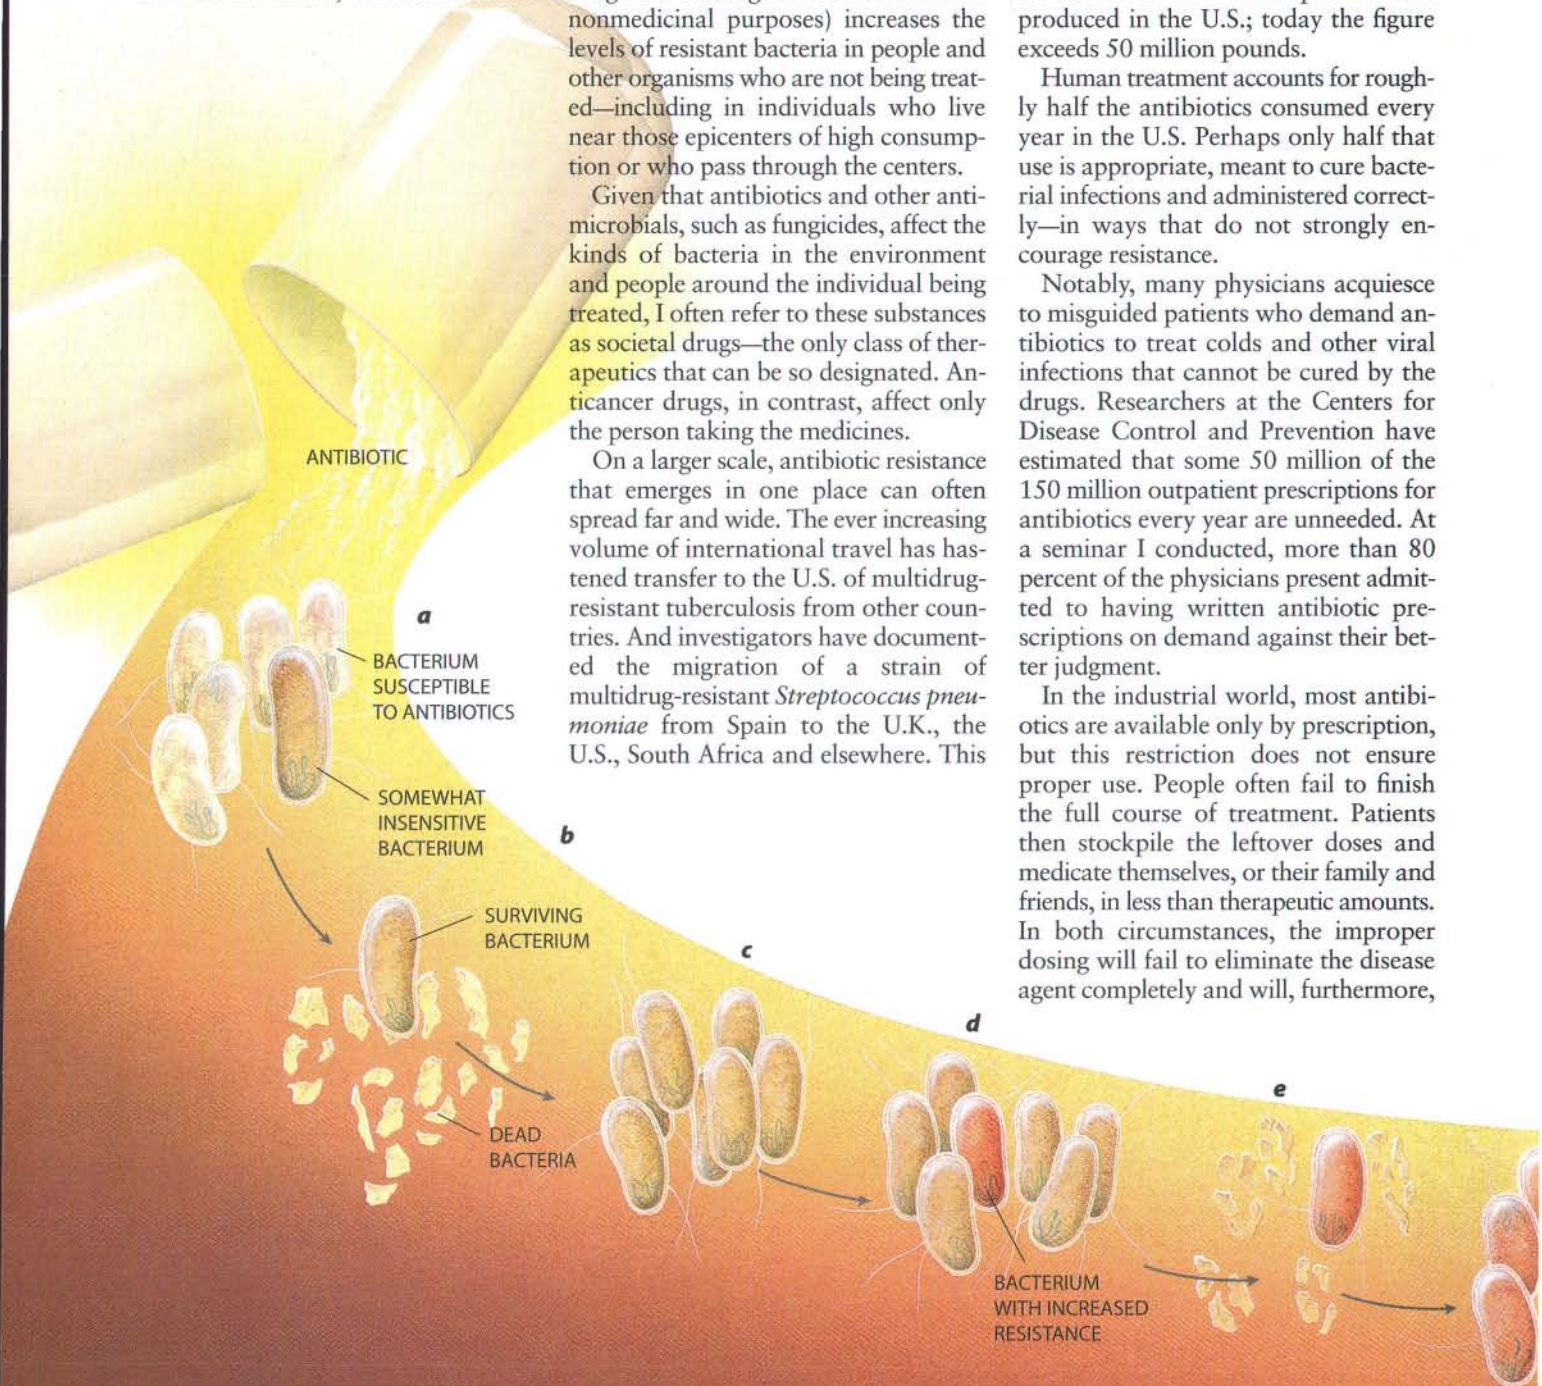 nonmedicinal purposes) increases the
levels of resistant bacteria in people and
other organisms who are not being treat-
ed—including in individuals who live
near those epicenters of high consump-
tion or who pass through the centers.
Given that antibiotics and other anti-
microbials, such as fungicides, affect the
kinds of bacteria in the environment
and people around the individual being
treated, I often refer to these substances
as societal drugs—the only class of ther-
apeutics that can be so designated. An-
ticancer drugs, in contrast, affect only
the person taking the medicines.
On a larger scale, antibiotic resistance
that emerges in one place can often
spread far and wide. The ever increasing
volume of international travel has has-
tened transfer to the U.S. of multidrug-
resistant tuberculosis from other coun-
tries. And investigators have document-
ed the migration of a strain of
multidrug-resistant Streptococcus pneu-
moniae from Spain to the U.K., the
U.S., South Africa and elsewhere. This
produced in the U.S.; today the figure
exceeds 50 million pounds.
Human treatment accounts for rough-
ly half the antibiotics consumed every
year in the U.S. Perhaps only half that
use is appropriate, meant to cure bacte-
rial infections and administered correct-
ly—in ways that do not strongly en-
courage resistance.
Notably, many physicians acquiesce
to misguided patients who demand an-
tibiotics to treat colds and other viral
infections that cannot be cured by the
drugs. Researchers at the Centers for
Disease Control and Prevention have
estimated that some 50 million of the
150 million outpatient prescriptions for
antibiotics every year are unneeded. At
a seminar I conducted, more than 80
percent of the physicians present admit-
ted to having written antibiotic pre-
scriptions on demand against their bet-
ter judgment.
In the industrial world, most antibi-
otics are available only by prescription,
but this restriction does not ensure
proper use. People often fail to finish
the full course of treatment. Patients
then stockpile the leftover doses and
medicate themselves, or their family and
friends, in less than therapeutic amounts.
In both circumstances, the improper
dosing will fail to eliminate the disease
agent completely and will, furthermore,
ANTIBIOTIC
a
BACTERIUM
SUSCEPTIBLE
TO ANTIBIOTICS
SOMEWHAT
INSENSITIVE
BACTERIUM
b
SURVIVING
BACTERIUM
DEAD
BACTERIA
c
d
BACTERIUM
WITH INCREASED
RESISTANCE
e